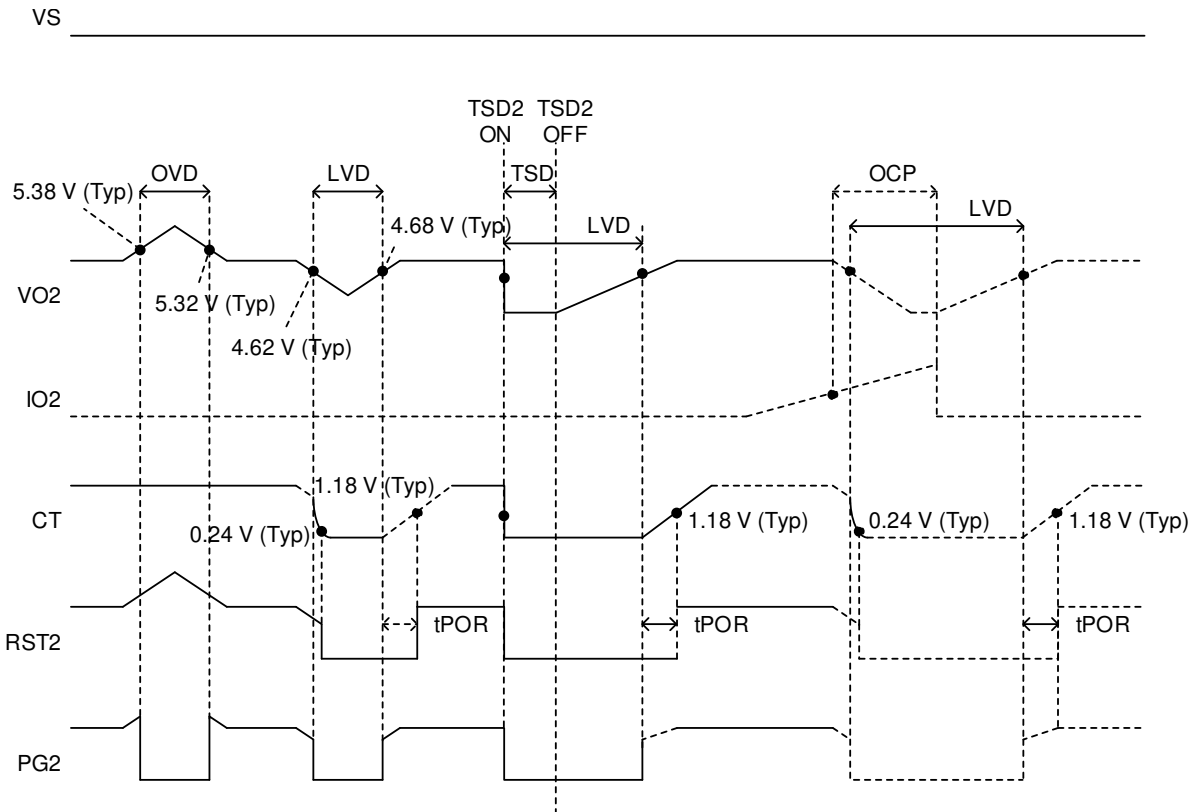 VS
TSD2 TSD2
ON OFF
OVD LVD TSD OCP
5.38 V (Typ) 4.68 V (Typ) LVD LVD
VO2
5.32 V (Typ)
4.62 V (Typ)
IO2
1.18 V (Typ)
CT
0.24 V (Typ) 1.18 V (Typ) 0.24 V (Typ) 1.18 V (Typ)
RST2 tPOR tPOR tPOR
PG2